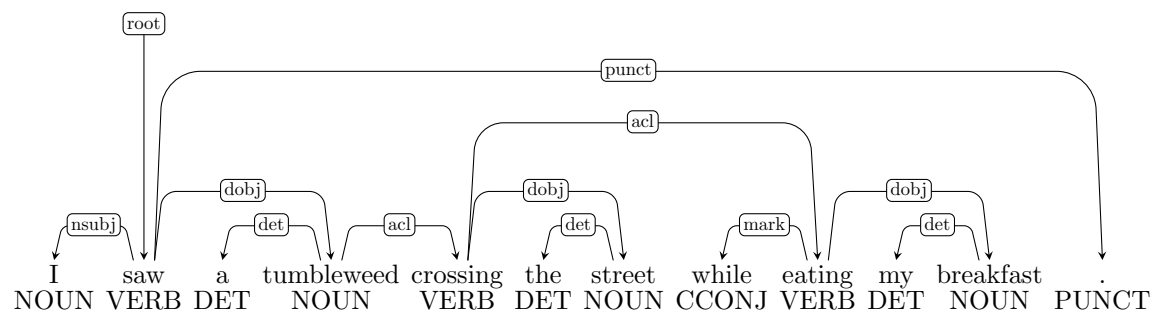 root
punct
acl
dobj dobj dobj
nsubj det acl det mark det
I saw a tumbleweed crossing the street while eating my breakfast .
NOUN VERB DET NOUN VERB DET NOUN CCONJ VERB DET NOUN PUNCT